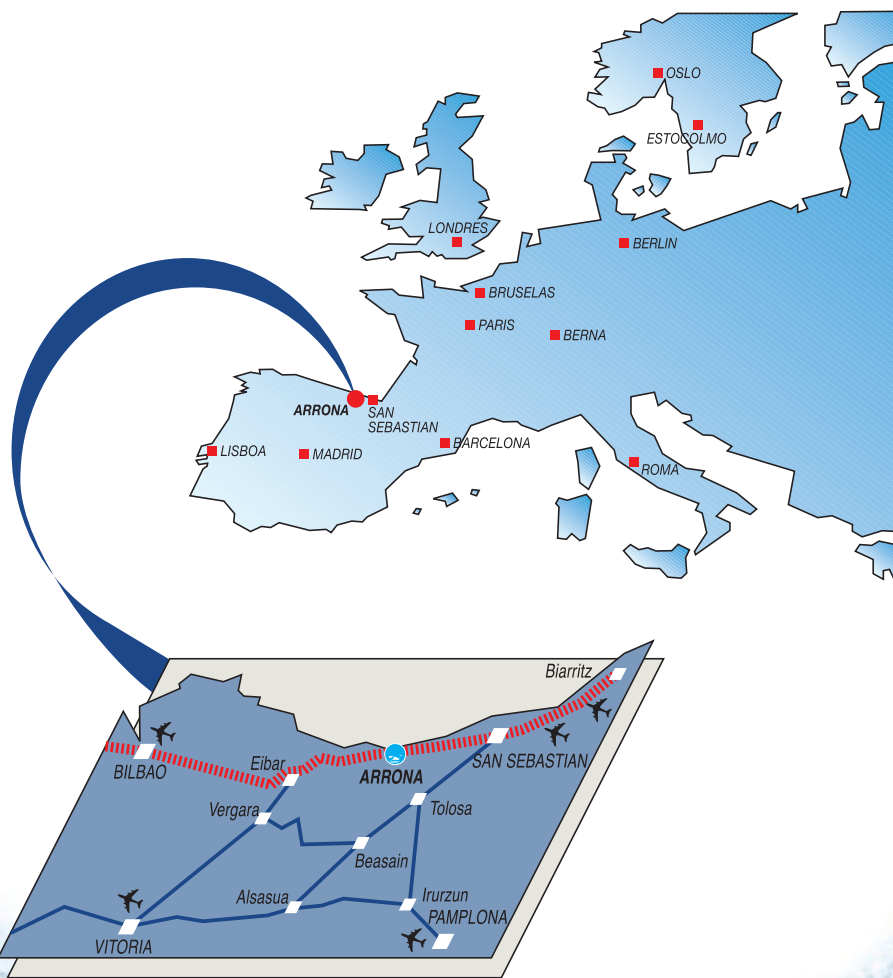 OSLO
ESTOCOLMO
LONDRES
BERLIN
BRUSELAS
PARIS
BERNA
ARRONA
SAN
SEBASTIAN
LISBOA
MADRID
BARCELONA
ROMA
Biarritz
BILBAO
Eibar
ARRONA
SAN SEBASTIAN
Vergara
Tolosa
Beasain
Alsasua
Irurzun
PAMPLONA
VITORIA